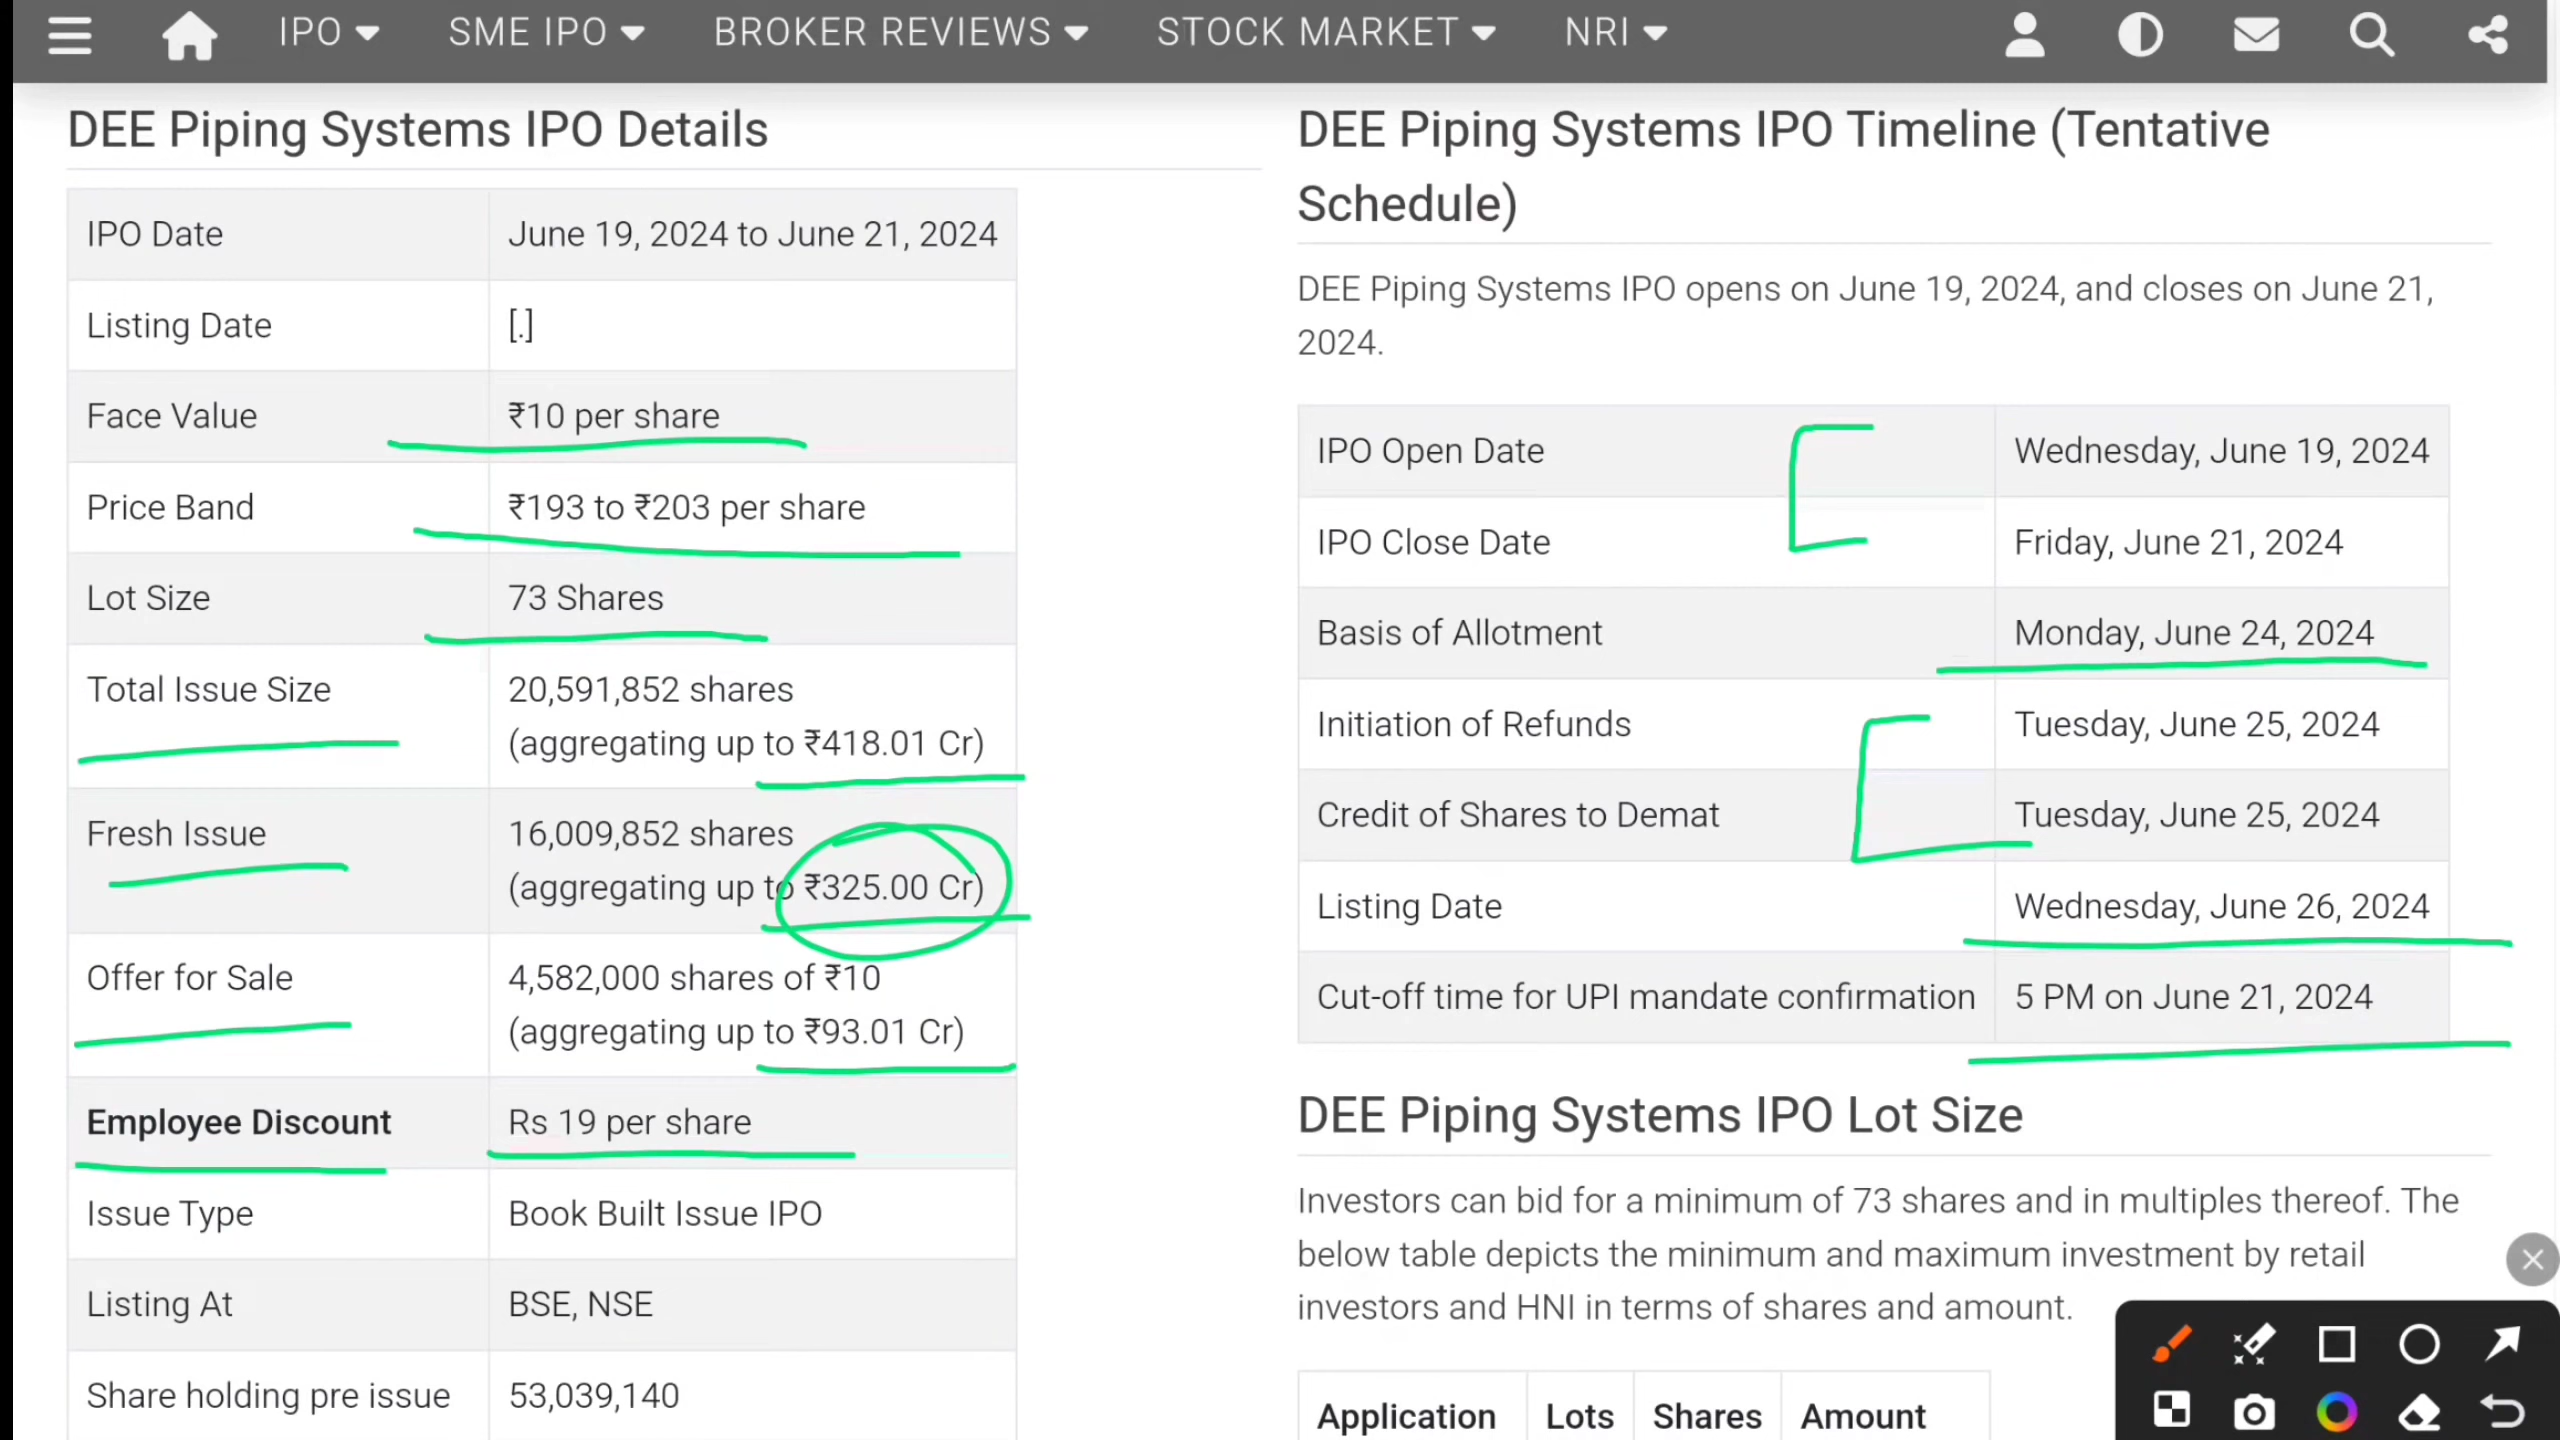 IPO SME IPO BROKER REVIEWS STOCK MARKET NRI
DEE Piping Systems IPO Details
IPO Date June 19, 2024 to June 21, 2024
Listing Date [.]
Face Value ₹10 per share
Price Band ₹193 to ₹203 per share
Lot Size 73 Shares
Total Issue Size 20,591,852 shares
(aggregating up to ₹418.01 Cr)
Fresh Issue 16,009,852 shares
(aggregating up to ₹325.00 Cr)
Offer for Sale 4,582,000 shares of ₹10
(aggregating up to ₹93.01 Cr)
Employee Discount Rs 19 per share
Issue Type Book Built Issue IPO
Listing At BSE, NSE
Share holding pre issue 53,039,140
DEE Piping Systems IPO Timeline (Tentative
Schedule)
DEE Piping Systems IPO opens on June 19, 2024, and closes on June 21,
2024.
IPO Open Date Wednesday, June 19, 2024
IPO Close Date Friday, June 21, 2024
Basis of Allotment Monday, June 24, 2024
Initiation of Refunds Tuesday, June 25, 2024
Credit of Shares to Demat Tuesday, June 25, 2024
Listing Date Wednesday, June 26, 2024
Cut-off time for UPI mandate confirmation 5 PM on June 21, 2024
DEE Piping Systems IPO Lot Size
Investors can bid for a minimum of 73 shares and in multiples thereof. The
below table depicts the minimum and maximum investment by retail
investors and HNI in terms of shares and amount.
Application Lots Shares Amount